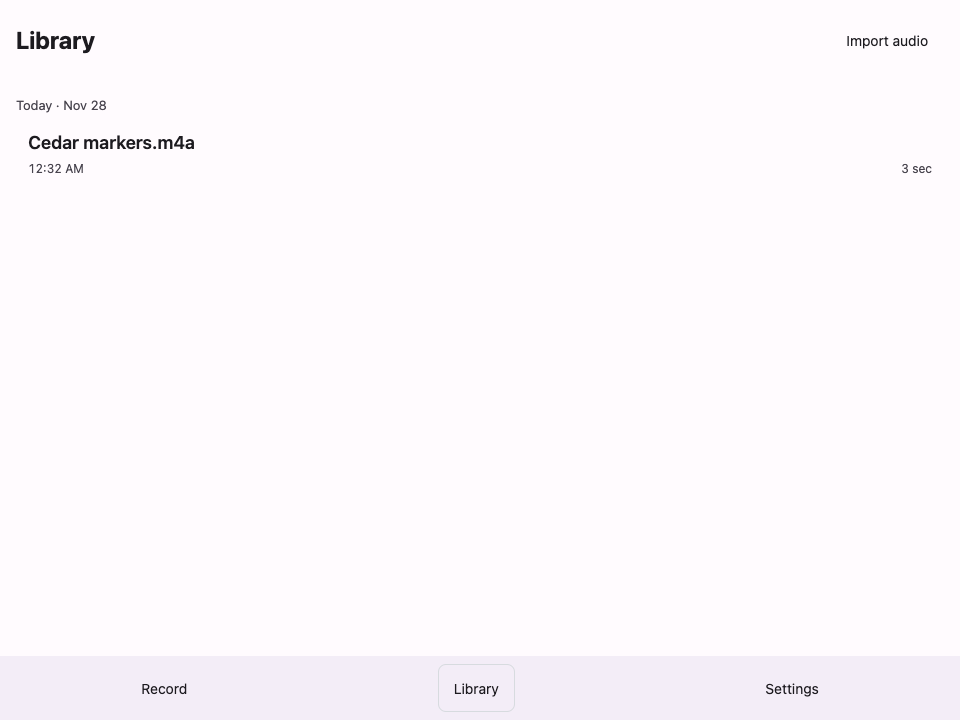 Library
Import audio
Today · Nov 28
Cedar markers.m4a
12:32 AM
3 sec
Record
Library
Settings